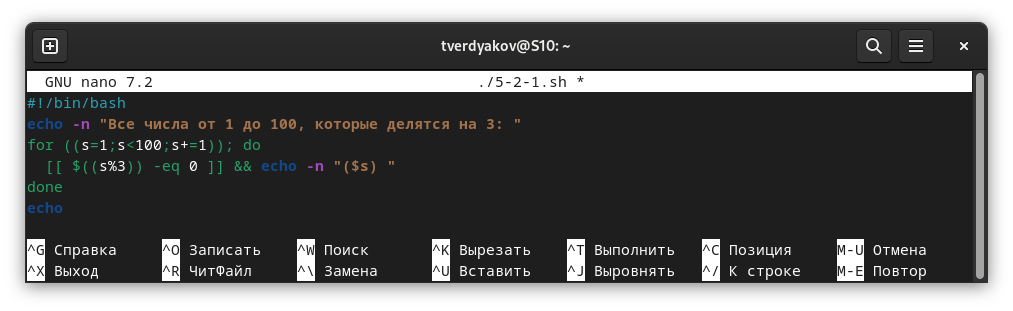 tverdyakov@S10: ~
GNU nano 7.2 ./5-2-1.sh *
#!/bin/bash
echo -n "Все числа от 1 до 100, которые делятся на 3: "
for ((s=1;s<100;s+=1)); do
  [[ $((s%3)) -eq 0 ]] && echo -n "($s) "
done
echo
^G Справка ^O Записать ^W Поиск ^K Вырезать ^T Выполнить ^C Позиция M-U Отмена
^X Выход ^R ЧитФайл ^\ Замена ^U Вставить ^J Выровнять ^/ К строке M-E Повтор